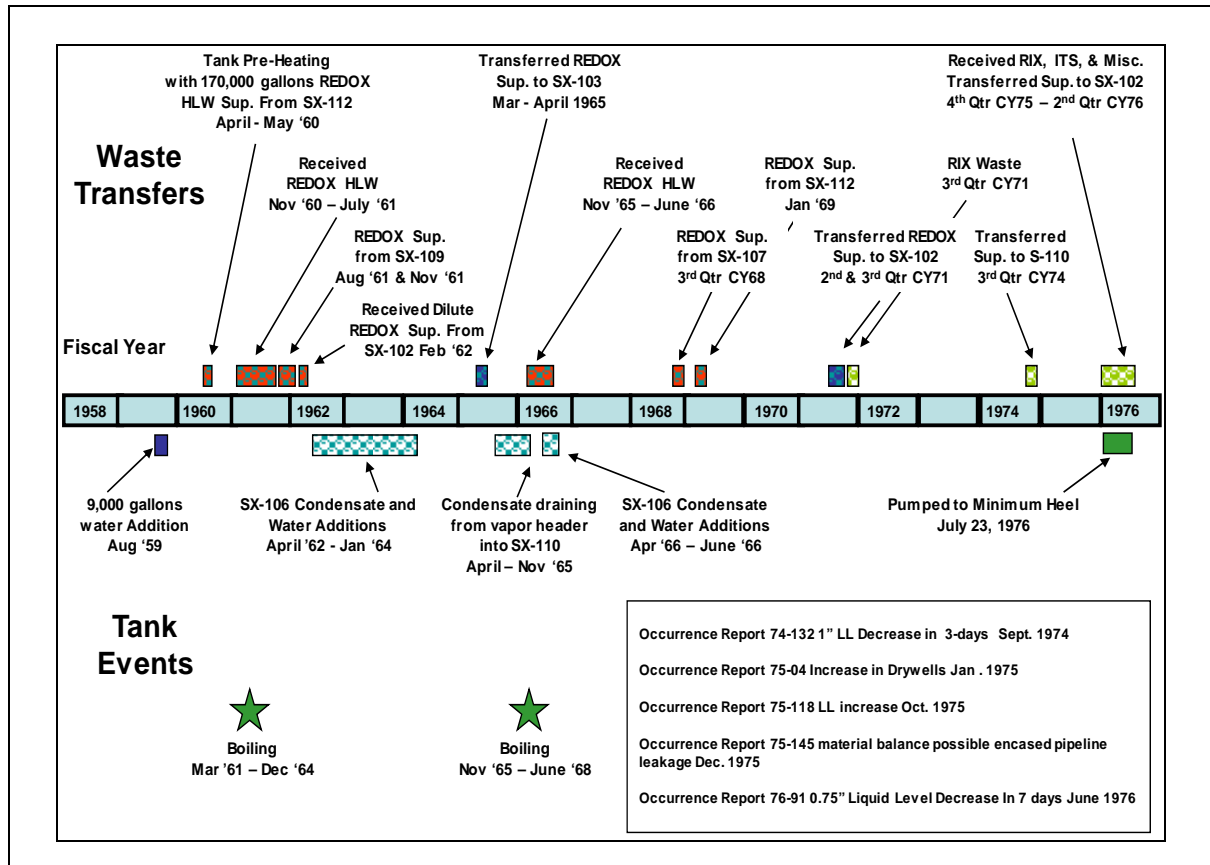 Tank Pre-Heating
with 170,000 gallons REDOX
HLW Sup. From SX-112
April - May ‘60
Transferred REDOX
Sup. to SX-103
Mar - April 1965
Received RIX, ITS, & Misc.
Transferred Sup. to SX-102
4th Qtr CY75 – 2nd Qtr CY76
Waste
Transfers
Received
REDOX HLW
Nov ‘60 – July ‘61
Received
REDOX HLW
Nov ’65 – June ‘66
REDOX Sup.
from SX-112
Jan ‘69
RIX Waste
3rd Qtr CY71
REDOX Sup.
from SX-109
Aug ‘61 & Nov ‘61
REDOX Sup.
from SX-107
3rd Qtr CY68
Transferred REDOX
Sup. to SX-102
2nd & 3rd Qtr CY71
Transferred
Sup. to S-110
3rd Qtr CY74
Received Dilute
REDOX Sup. From
SX-102 Feb ‘62
Fiscal Year
1958 1960 1962 1964 1966 1968 1970 1972 1974 1976
9,000 gallons
water Addition
Aug ‘59
SX-106 Condensate and
Water Additions
April ’62 - Jan ‘64
Condensate draining
from vapor header
into SX-110
April – Nov ‘65
SX-106 Condensate
and Water Additions
Apr ‘66 – June ‘66
Pumped to Minimum Heel
July 23, 1976
Tank
Events
Boiling
Mar ’61 – Dec ‘64
Boiling
Nov ‘65 – June ‘68
Occurrence Report 74-132 1” LL Decrease in 3-days Sept. 1974
Occurrence Report 75-04 Increase in Drywells Jan . 1975
Occurrence Report 75-118 LL increase Oct. 1975
Occurrence Report 75-145 material balance possible encased pipeline
leakage Dec. 1975
Occurrence Report 76-91 0.75” Liquid Level Decrease In 7 days June 1976